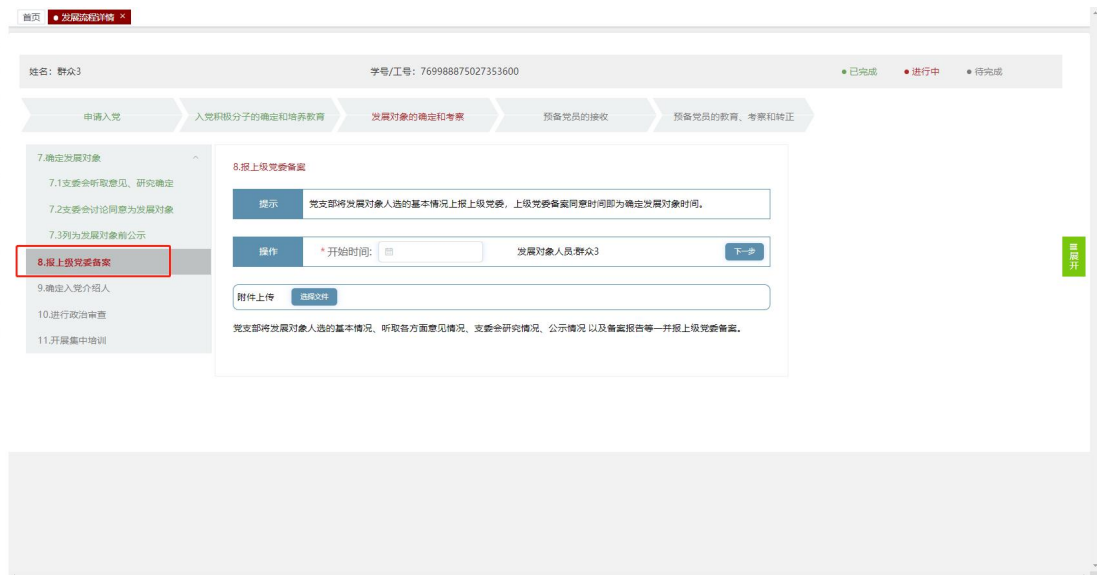 首页 ● 发展流程详情 ×
姓名：群众3 学号/工号：769988875027353600 ●已完成 ●进行中 ●待完成
申请入党 入党积极分子的确定和培养教育 发展对象的确定和考察 预备党员的接收 预备党员的教育、考察和转正
7.确定发展对象
7.1支委会听取意见、研究确定
7.2支委会讨论同意为发展对象
7.3列为发展对象前公示
8.报上级党委备案
9.确定入党介绍人
10.进行政治审查
11.开展集中培训
8.报上级党委备案
提示 党支部将发展对象人选的基本情况上报上级党委，上级党委备案同意时间即为确定发展对象时间。
操作 *开始时间: 发展对象人员:群众3 下一步
附件上传 选择文件
党支部将发展对象人选的基本情况、听取各方面意见情况、支委会研究情况、公示情况 以及备案报告等一并报上级党委备案。
展开